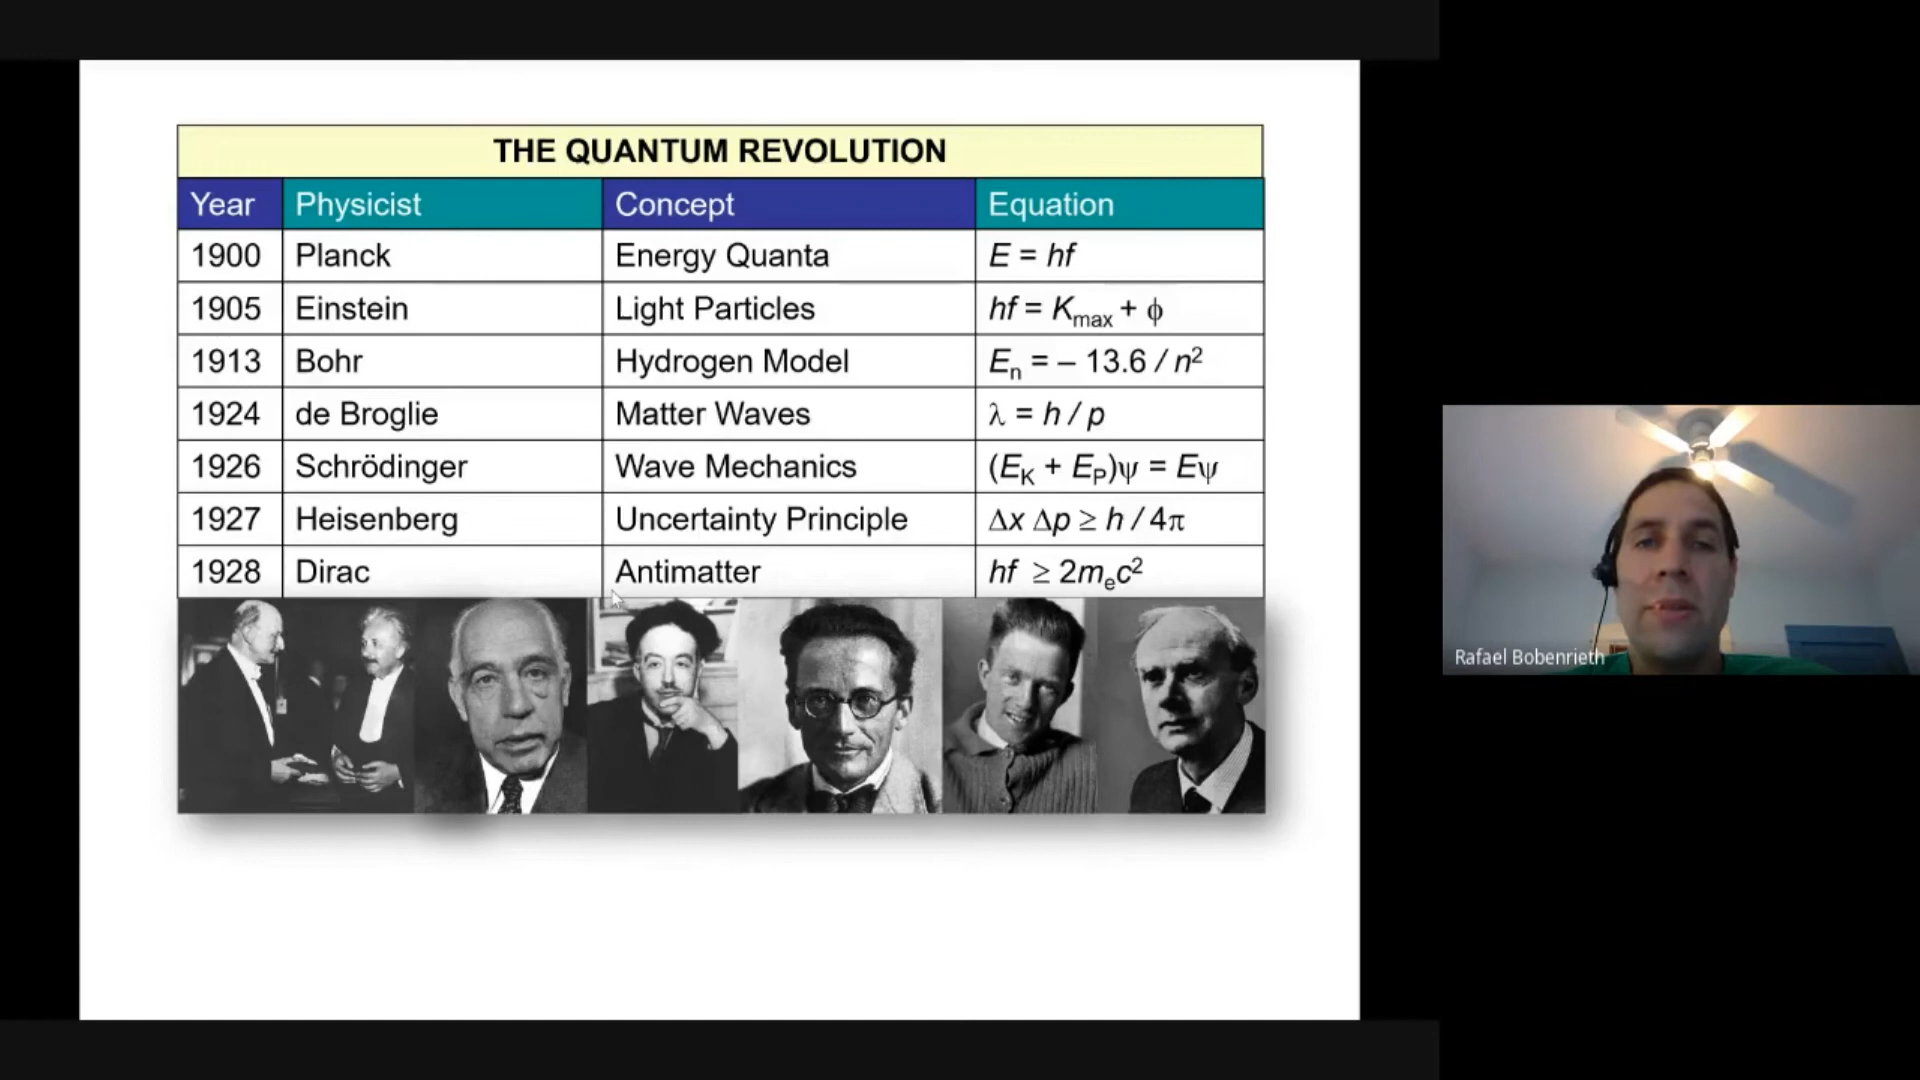 THE QUANTUM REVOLUTION
Year Physicist Concept Equation
1900 Planck Energy Quanta E = hf
1905 Einstein Light Particles hf = Kmax + ϕ
1913 Bohr Hydrogen Model En = – 13.6 / n²
1924 de Broglie Matter Waves λ = h / p
1926 Schrödinger Wave Mechanics (EK + EP)ψ = Eψ
1927 Heisenberg Uncertainty Principle Δx Δp ≥ h / 4π
1928 Dirac Antimatter hf ≥ 2mec²
Rafael Bobenrieth